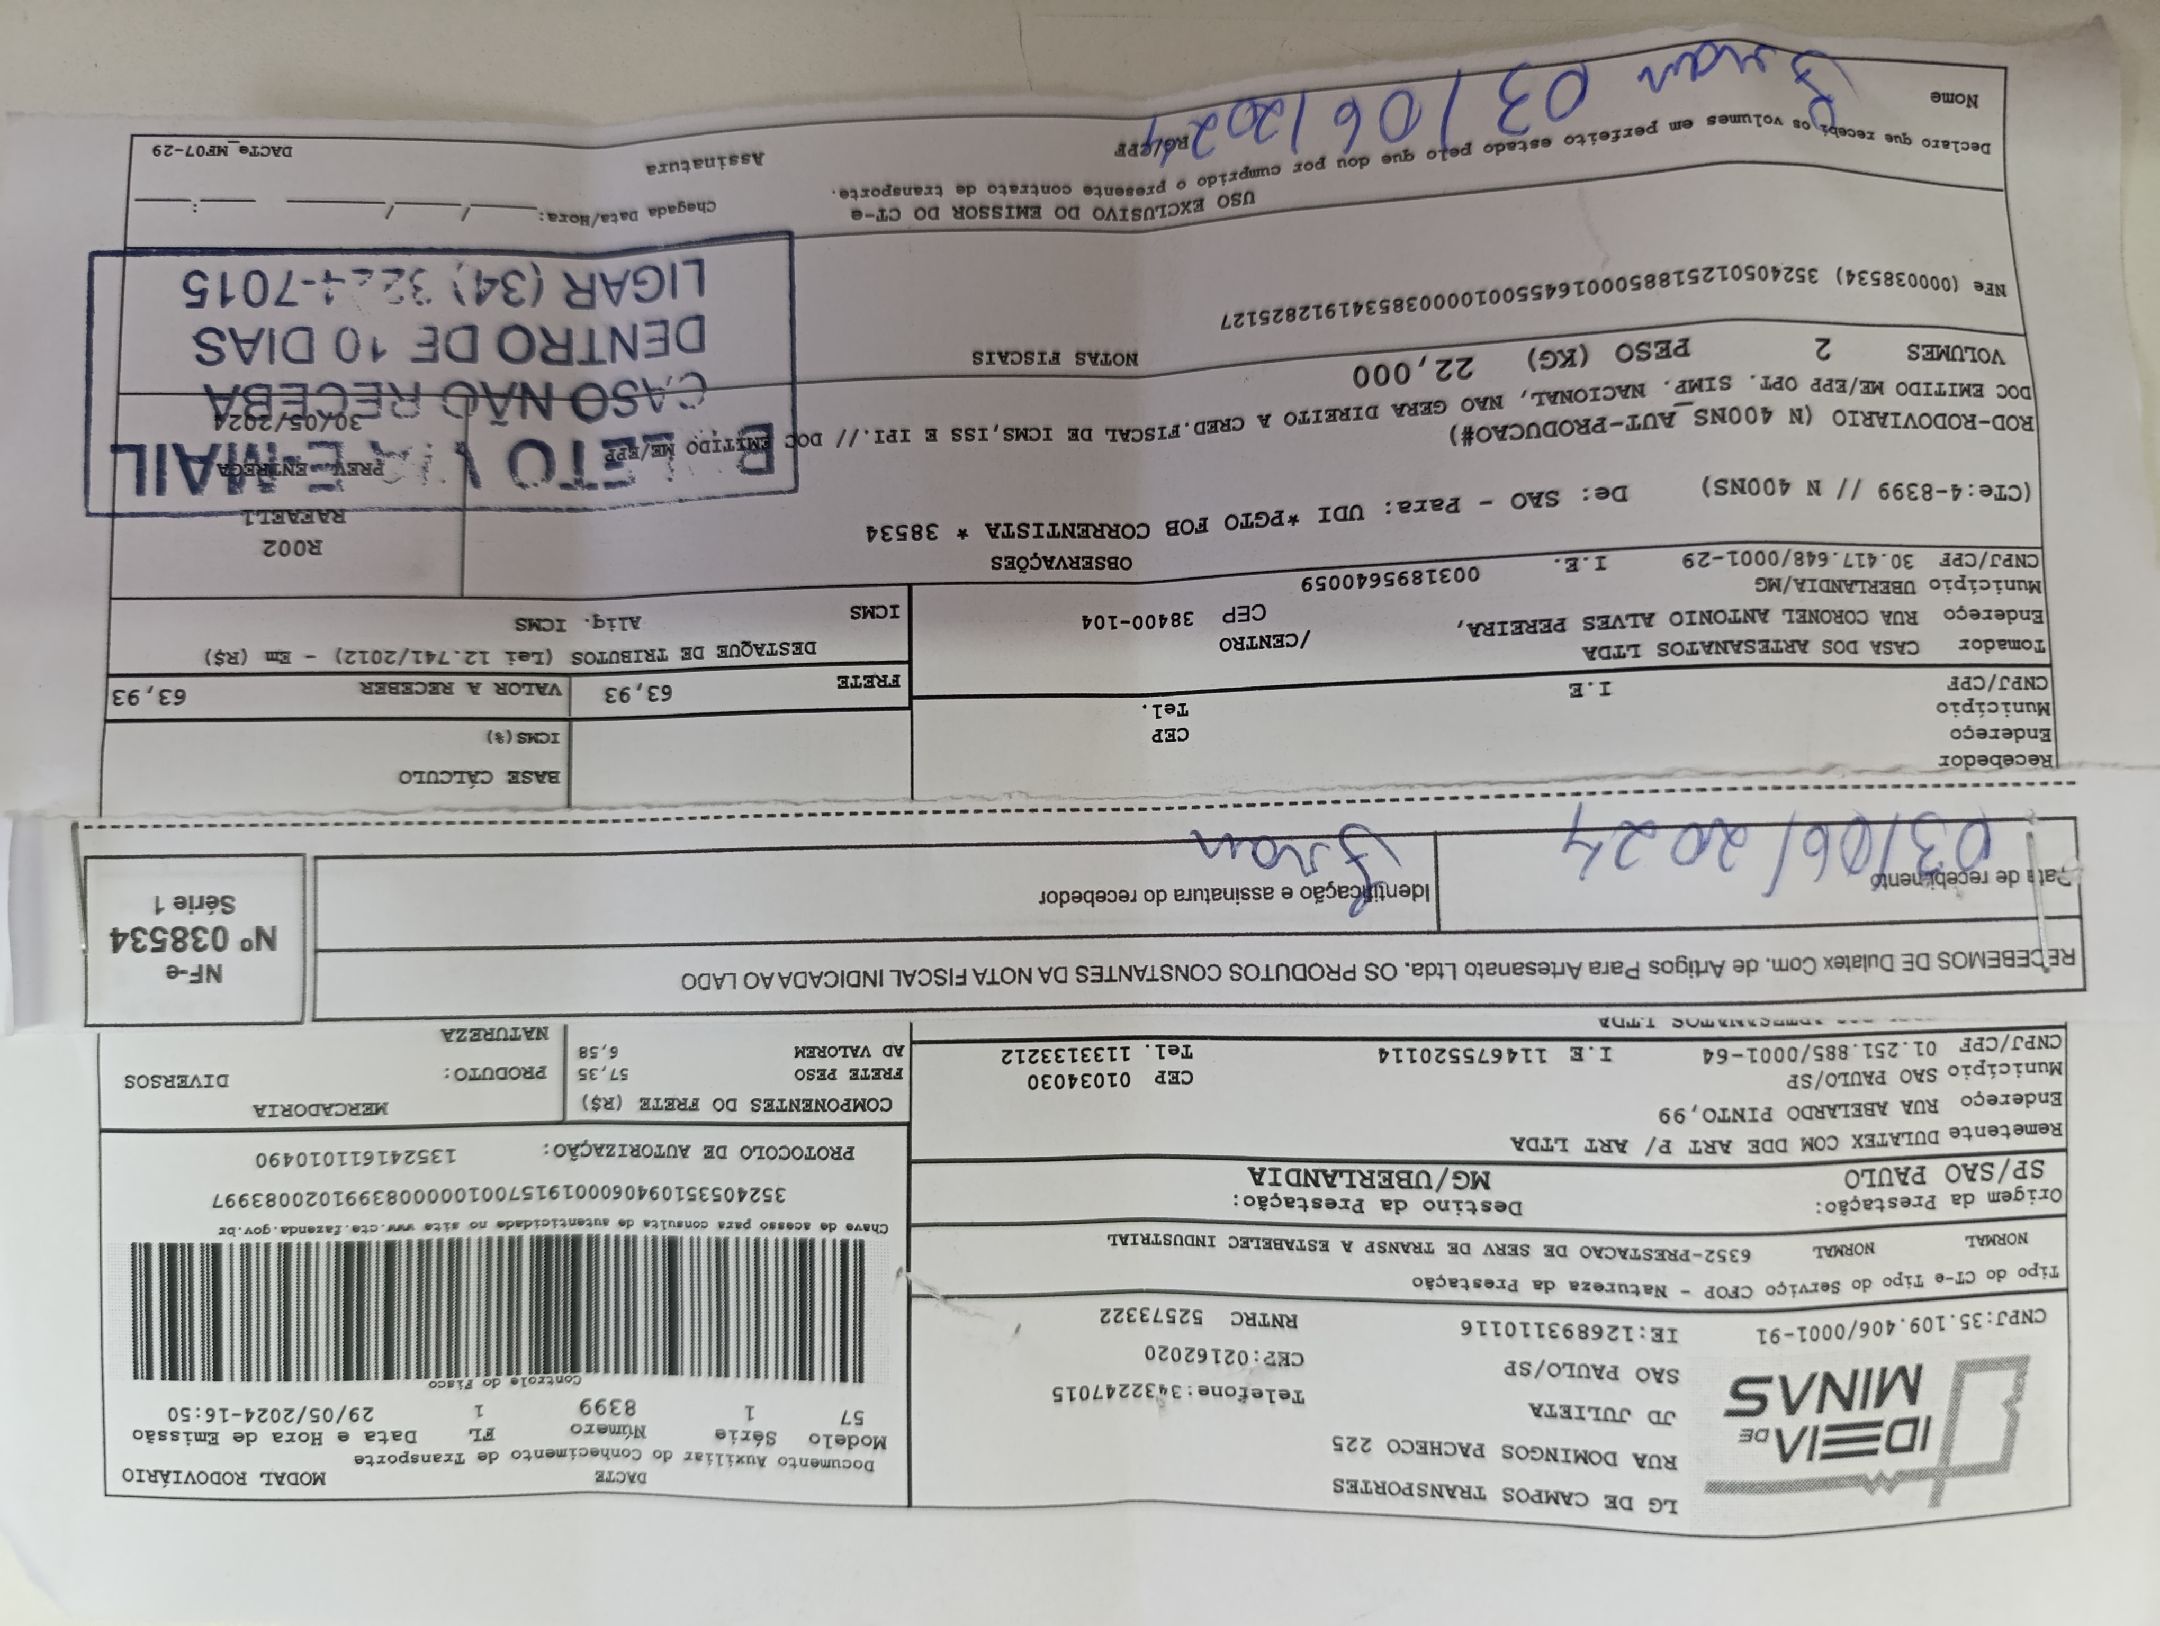 IDEIA DE
MINAS
LG DE CAMPOS TRANSPORTES
RUA DOMINGOS PACHECO 225
JD JULIETA
Telefone:3432247015
SAO PAULO/SP
CEP:02162020
CNPJ:35.109.406/0001-91 IE:126893110116 RNTRC 52573322
DACTE MODAL RODOVIÁRIO
Documento Auxiliar do Conhecimento de Transporte
Modelo Série Número FL Data e Hora de Emissão
57 1 8399 1 29/05/2024-16:50
Controle do Fisco
Chave de acesso para consulta de autenticidade no site www.cte.fazenda.gov.br
35240535109406000191570010000083991020083997
PROTOCOLO DE AUTORIZAÇÃO: 135241611010490
Tipo do CT-e Tipo do Serviço CFOP - Natureza da Prestação
NORMAL NORMAL 6352-PRESTACAO DE SERV DE TRANSP A ESTABELEC INDUSTRIAL
Origem da Prestação: Destino da Prestação:
SP/SAO PAULO MG/UBERLANDIA
Remetente DULATEX COM DDE ART P/ ART LTDA
Endereço RUA ABELARDO PINTO,99
Município SAO PAULO/SP CEP 01034030
CNPJ/CPF 01.251.885/0001-64 I.E 114675520114 Tel. 1133133212
COMPONENTES DO FRETE (R$) MERCADORIA
FRETE PESO 57,35 PRODUTO: DIVERSOS
AD VALOREM 6,58 NATUREZA
RECEBEMOS DE Dulatex Com. de Artigos Para Artesanato Ltda. OS PRODUTOS CONSTANTES DA NOTA FISCAL INDICADA AO LADO
NF-e
Nº 038534
Série 1
Data de recebimento Identificação e assinatura do recebedor
03/06/2024
Recebedor
Endereço CEP
Município Tel.
CNPJ/CPF I.E
BASE CÁLCULO
ICMS(%)
FRETE 63,93 VALOR A RECEBER 63,93
Tomador CASA DOS ARTESANATOS LTDA
Endereço RUA CORONEL ANTONIO ALVES PEREIRA, /CENTRO
Município UBERLANDIA/MG CEP 38400-104
CNPJ/CPF 30.417.648/0001-29 I.E. 0031895640059
DESTAQUE DE TRIBUTOS (Lei 12.741/2012) - Em (R$)
ICMS Aliq. ICMS
OBSERVAÇÕES
(CTe:4-8399 // N 400NS) De: SAO - Para: UDI *PGTO FOB CORRENTISTA * 38534
ROD-RODOVIARIO (N 400NS_AUT-PRODUCAO#)
DOC EMITIDO ME/EPP OPT. SIMP. NACIONAL, NAO GERA DIREITO A CRED.FISCAL DE ICMS,ISS E IPI.// DOC EMITIDO ME/EPP
R002
RAFAEL1
PREV. ENTREGA
30/05/2024
VOLUMES 2 PESO (KG) 22,000
NOTAS FISCAIS
NFe (000038534) 35240501251885000164550010000385341912825127
E-MAIL
CASO NÃO RECEBA
DENTRO DE 10 DIAS
LIGAR (34) 3224-7015
USO EXCLUSIVO DO EMISSOR DO CT-e
Declaro que recebi os volumes em perfeito estado pelo que dou por cumprido o presente contrato de transporte.
Nome RG/CPF Assinatura
03/06/2024
Chegada Data/Hora: ____/____/____ ___:___
DACTe_MF07-29